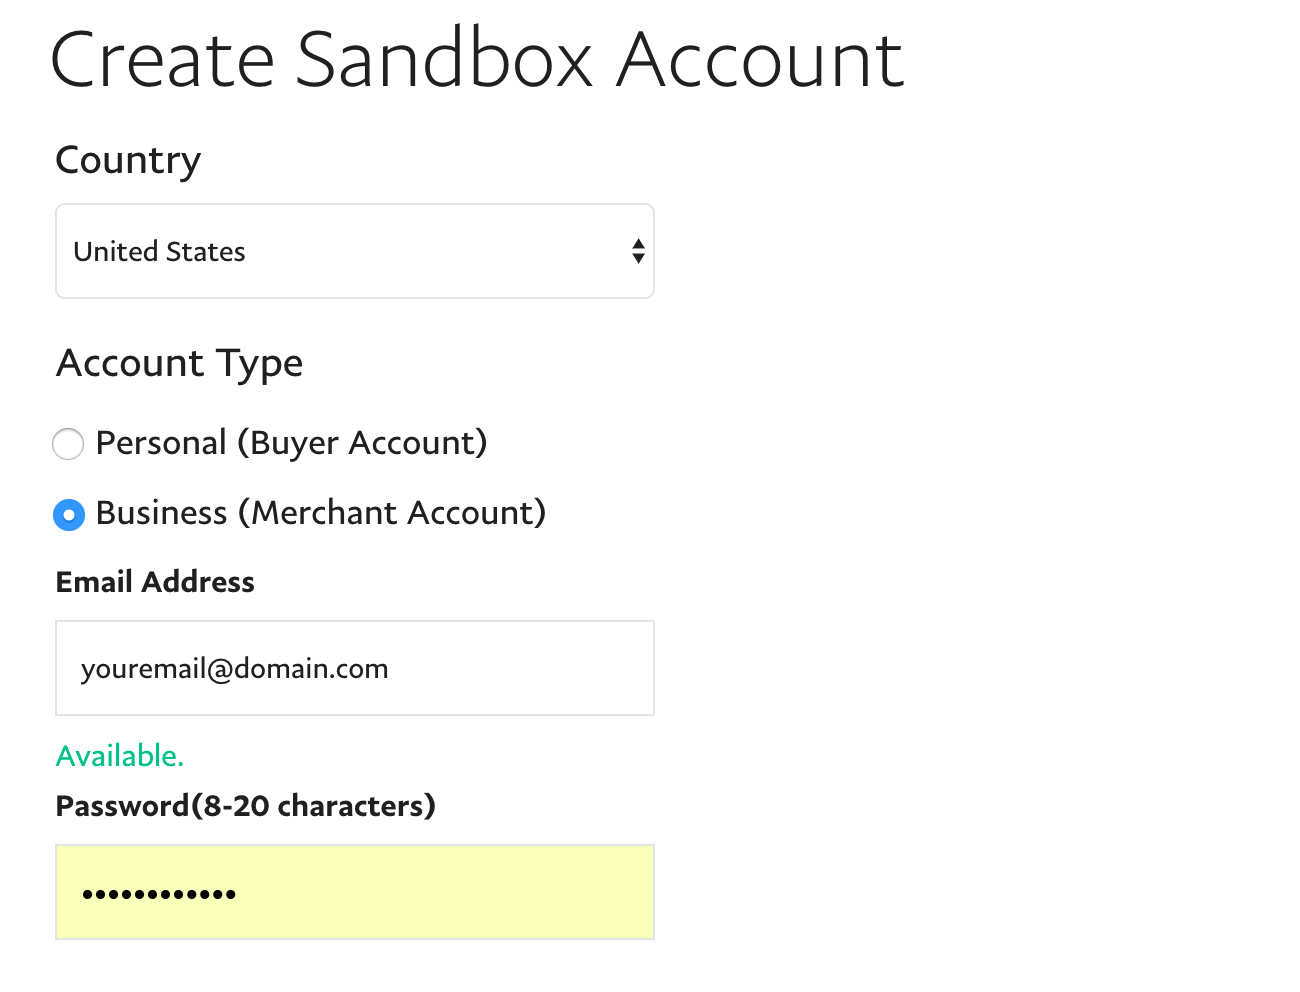 Create Sandbox Account
Country
United States
Account Type
Personal (Buyer Account)
Business (Merchant Account)
Email Address
youremail@domain.com
Available.
Password(8-20 characters)
••••••••••••